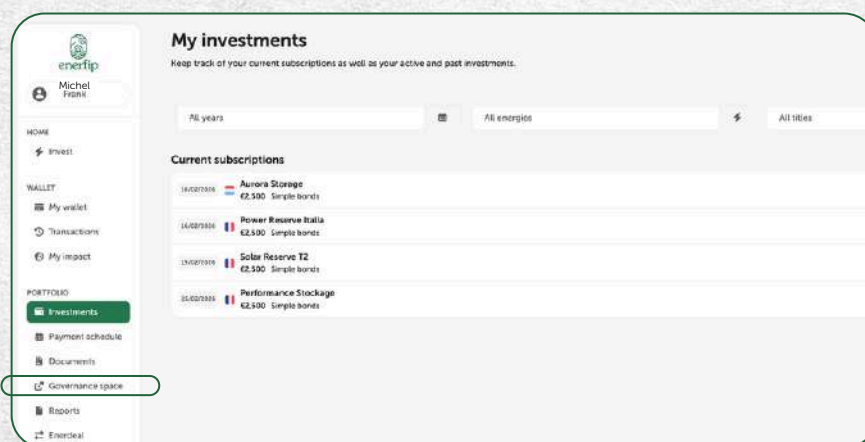 enerfip
Michel
Frank
HOME
Invest
WALLET
My wallet
Transactions
My impact
PORTFOLIO
Investments
Payment schedule
Documents
Governance space
Reports
Enerdeal
My investments
Keep track of your current subscriptions as well as your active and past investments.
All years
All energies
All titles
Current subscriptions
Aurora Storage
€2,500 Simple bonds
Power Reserve Italia
€2,500 Simple bonds
Solar Reserve T2
€2,500 Simple bonds
Performance Stockage
€2,500 Simple bonds